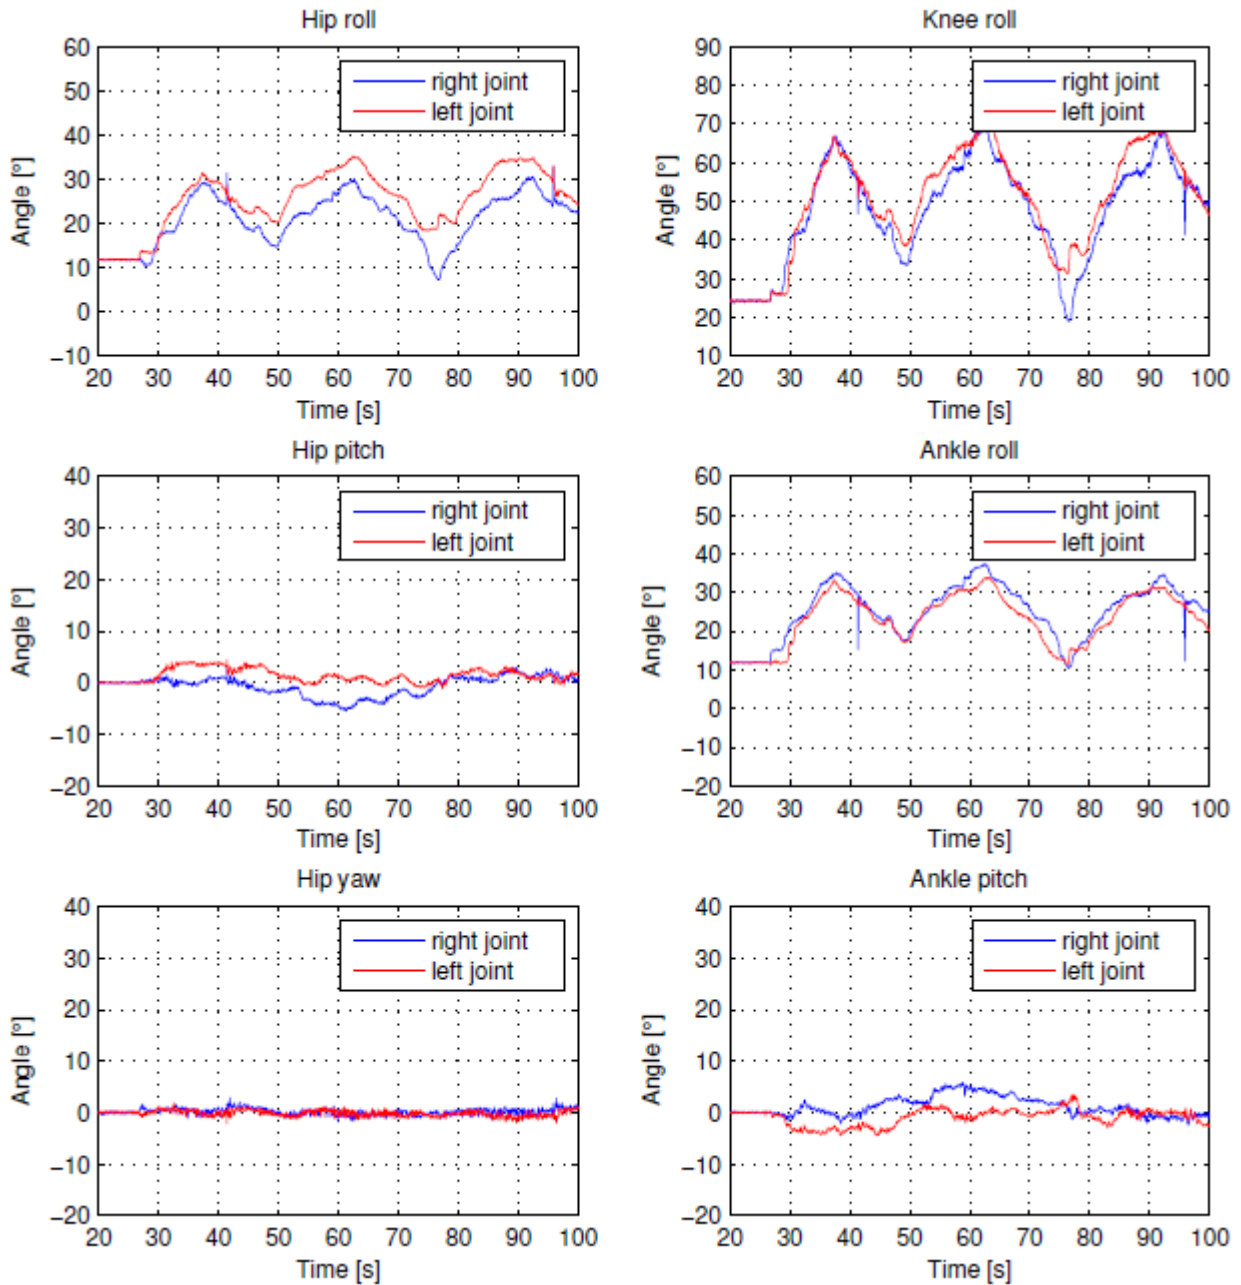 Hip roll
60
50
40
30
20
10
0
−10
Angle [°]
right joint
left joint
20 30 40 50 60 70 80 90 100
Time [s]
Knee roll
90
80
70
60
50
40
30
20
10
Angle [°]
right joint
left joint
20 30 40 50 60 70 80 90 100
Time [s]
Hip pitch
40
30
20
10
0
−10
−20
Angle [°]
right joint
left joint
20 30 40 50 60 70 80 90 100
Time [s]
Ankle roll
60
50
40
30
20
10
0
−10
−20
Angle [°]
right joint
left joint
20 30 40 50 60 70 80 90 100
Time [s]
Hip yaw
40
30
20
10
0
−10
−20
Angle [°]
right joint
left joint
20 30 40 50 60 70 80 90 100
Time [s]
Ankle pitch
40
30
20
10
0
−10
−20
Angle [°]
right joint
left joint
20 30 40 50 60 70 80 90 100
Time [s]